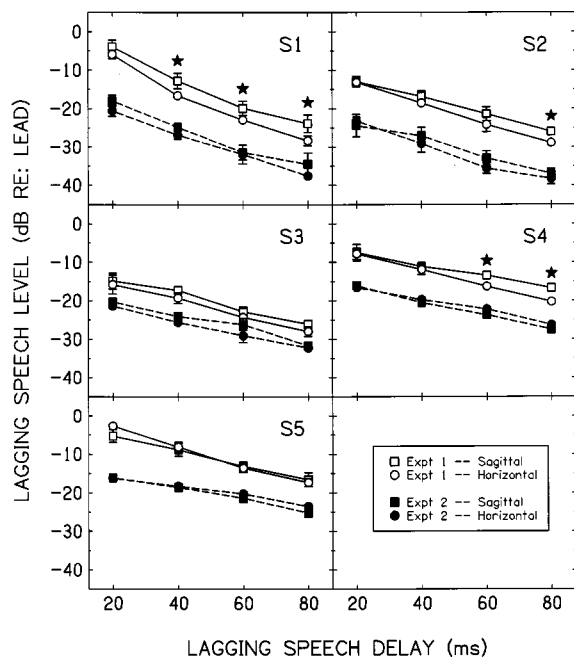 LAGGING SPEECH LEVEL (dB RE: LEAD)
S1
S2
0
−10
−20
−30
−40
S3
S4
0
−10
−20
−30
−40
S5
0
−10
−20
−30
−40
Expt 1 −− Sagittal
Expt 1 −− Horizontal
Expt 2 −− Sagittal
Expt 2 −− Horizontal
20 40 60 80 20 40 60 80
LAGGING SPEECH DELAY (ms)